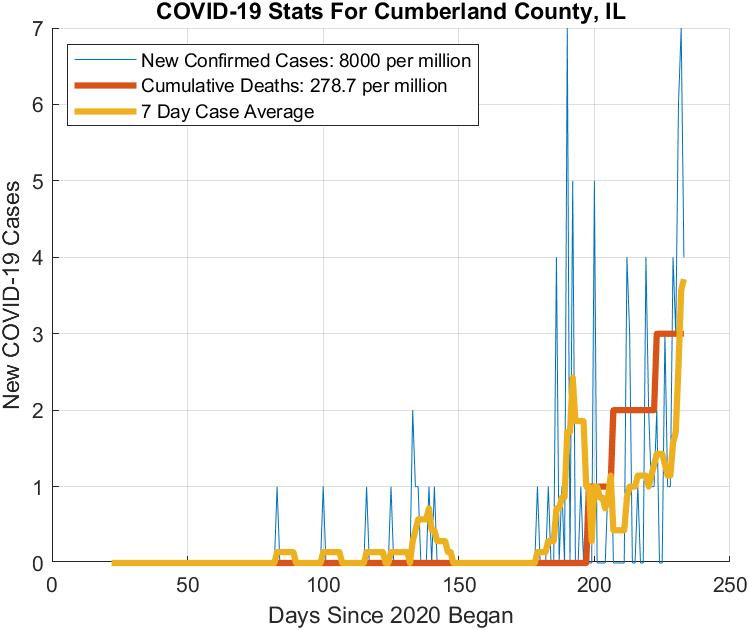 COVID-19 Stats For Cumberland County, IL
New Confirmed Cases: 8000 per million
Cumulative Deaths: 278.7 per million
7 Day Case Average
New COVID-19 Cases
7
6
5
4
3
2
1
0
0
50
100
150
200
250
Days Since 2020 Began